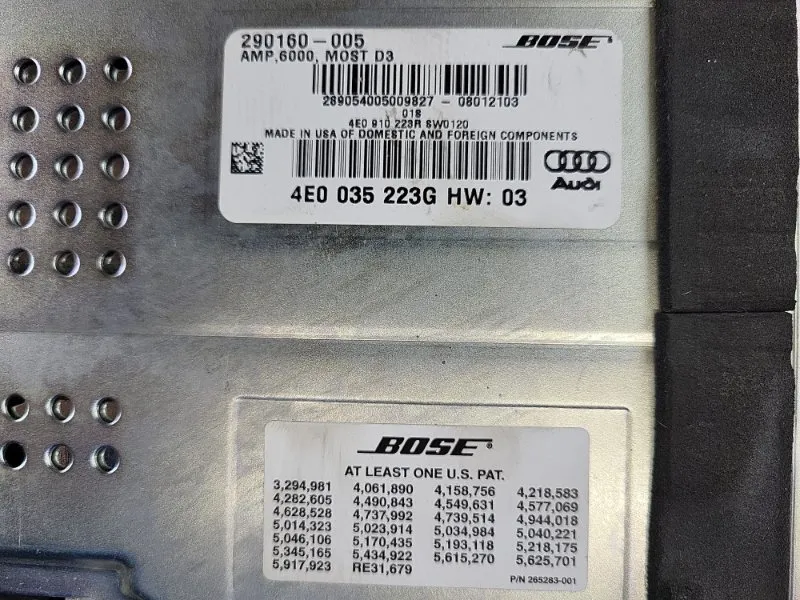 290160-005 BOSE®
AMP,6000, MOST D3
289054005009827 - 08012103
018
4E0 910 223R SW0120
MADE IN USA OF DOMESTIC AND FOREIGN COMPONENTS
Audi
4E0 035 223G HW: 03
BOSE®
AT LEAST ONE U.S. PAT.
3,294,981 4,061,890 4,158,756 4,218,583
4,282,605 4,490,843 4,549,631 4,577,069
4,628,528 4,737,992 4,739,514 4,944,018
5,014,323 5,023,914 5,034,984 5,040,221
5,046,106 5,170,435 5,193,118 5,218,175
5,345,165 5,434,922 5,615,270 5,625,701
5,917,923 RE31,679
P/N 265283-001